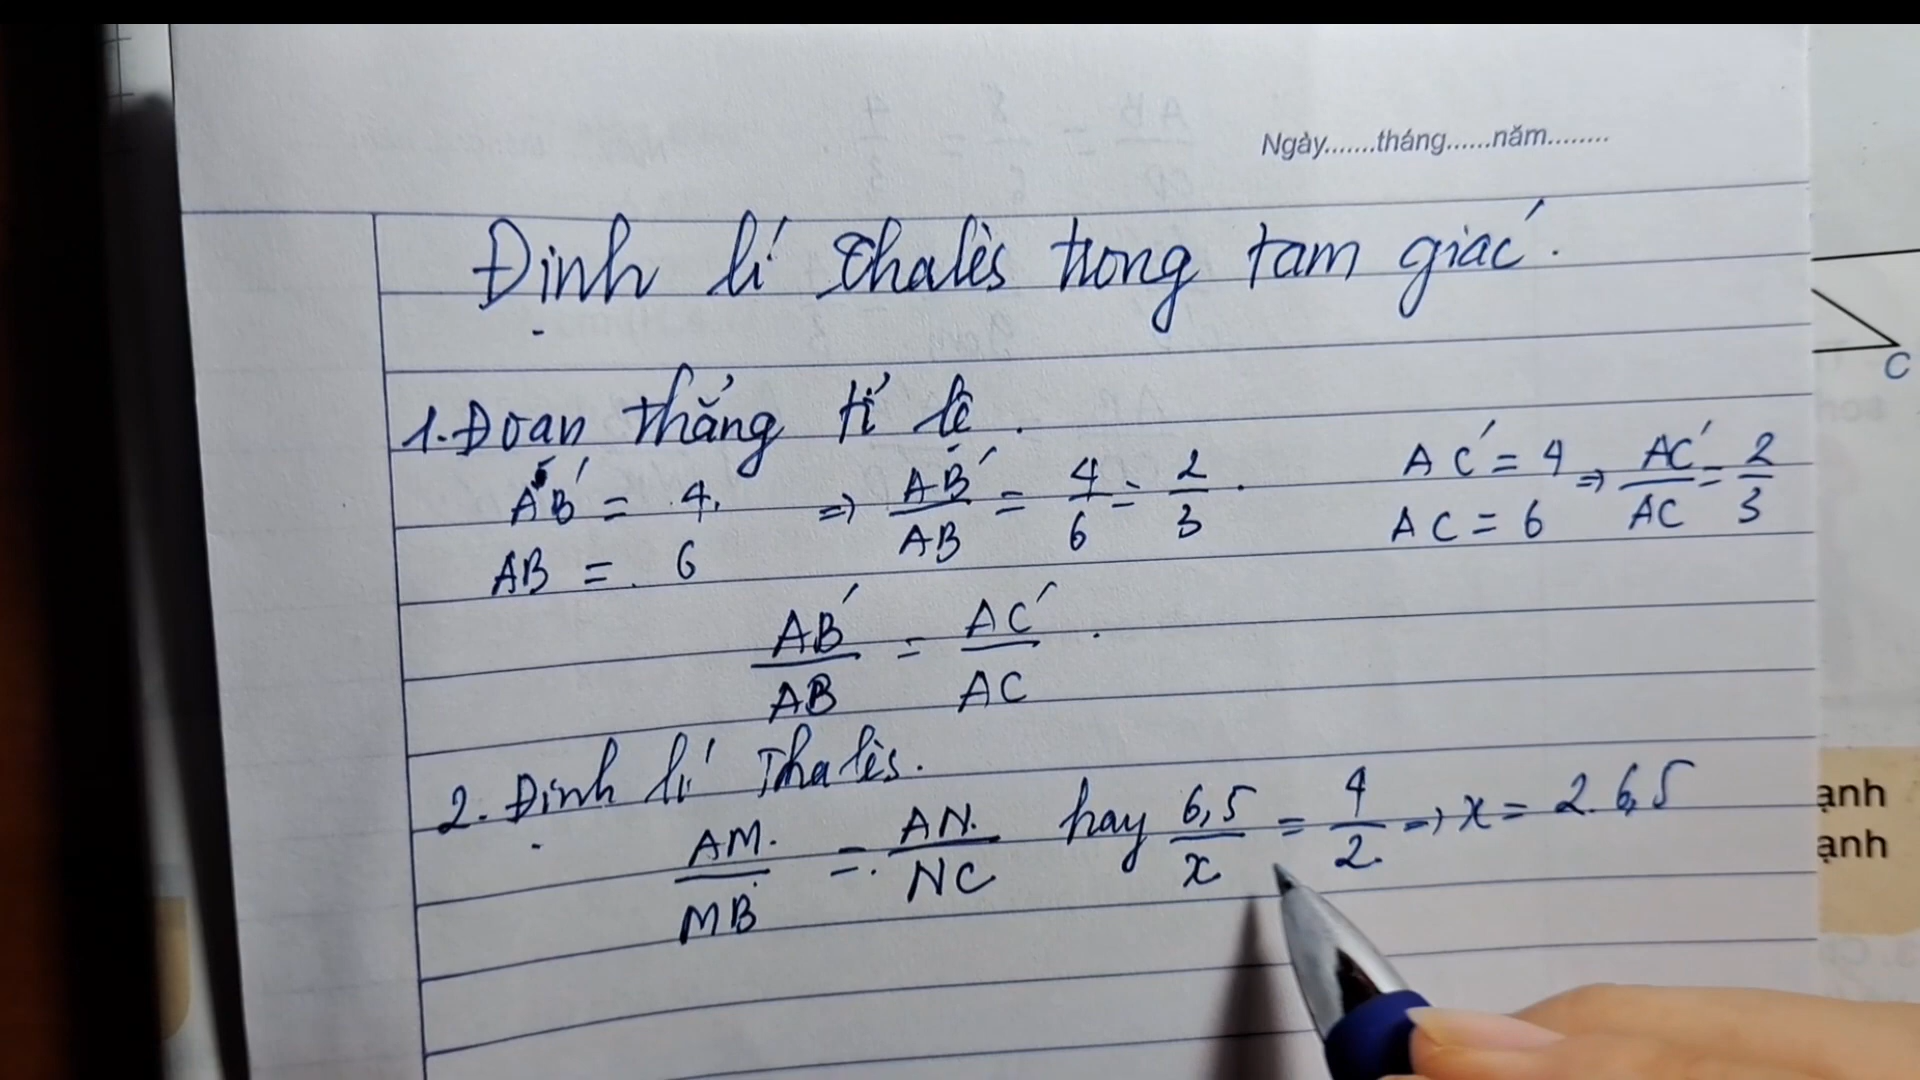 Ngày.......tháng......năm........
Định lí Thalès trong tam giác.
1. Đoạn thẳng tỉ lệ.
AB' = 4. => AB'/AB = 4/6 = 2/3. AC' = 4 => AC'/AC = 2/3
AB = 6 AC = 6
AB'/AB = AC'/AC.
2. Định lí Thalès.
AM/MB = AN/NC hay 6,5/x = 4/2 => x = 2.6,5
C
ạnh
ạnh